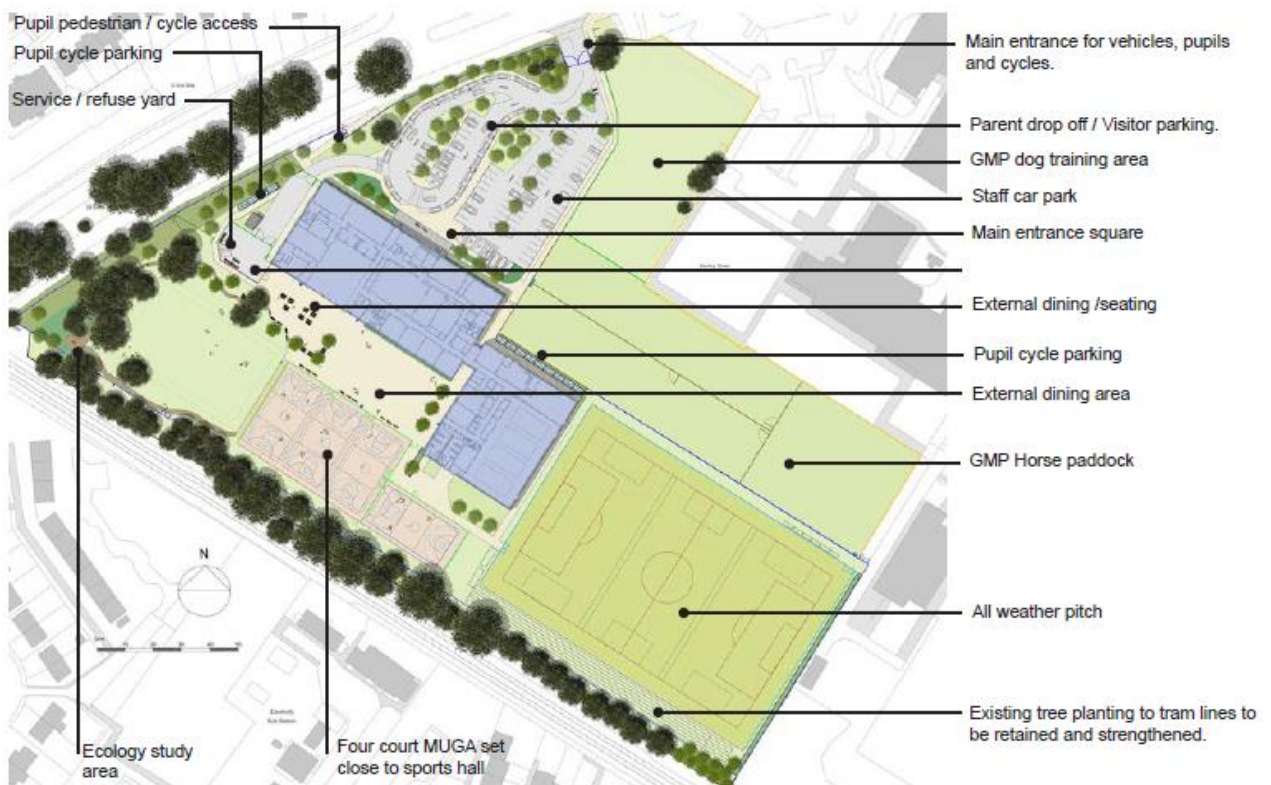 Pupil pedestrian / cycle access
Pupil cycle parking
Service / refuse yard
Main entrance for vehicles, pupils
and cycles.
Parent drop off / Visitor parking.
GMP dog training area
Staff car park
Main entrance square
External dining /seating
Pupil cycle parking
External dining area
GMP Horse paddock
All weather pitch
Existing tree planting to tram lines to
be retained and strengthened.
N
Ecology study
area
Four court MUGA set
close to sports hall